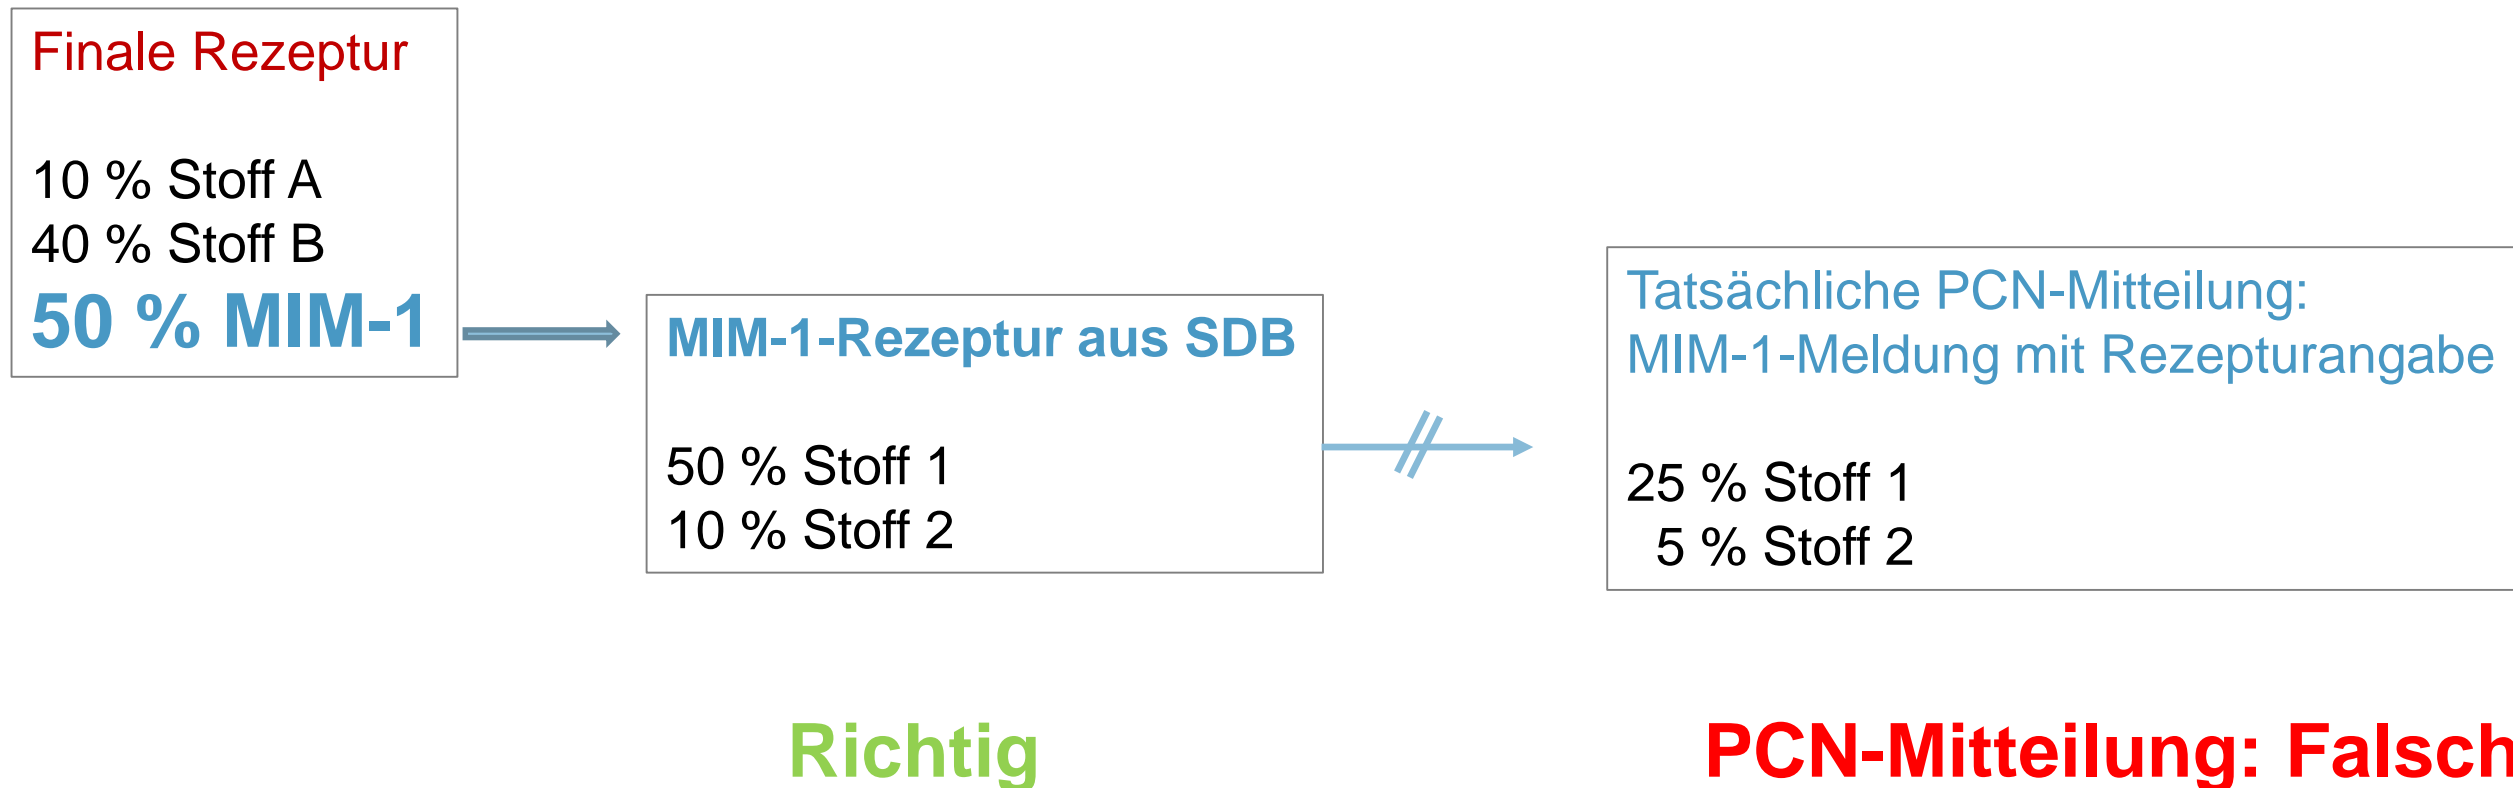 Finale Rezeptur
10 % Stoff A
40 % Stoff B
50 % MIM-1
MIM-1-Rezeptur aus SDB
50 % Stoff 1
10 % Stoff 2
Tatsächliche PCN-Mitteilung:
MIM-1-Meldung mit Rezepturangabe
25 % Stoff 1
5 % Stoff 2
Richtig
PCN-Mitteilung: Falsch